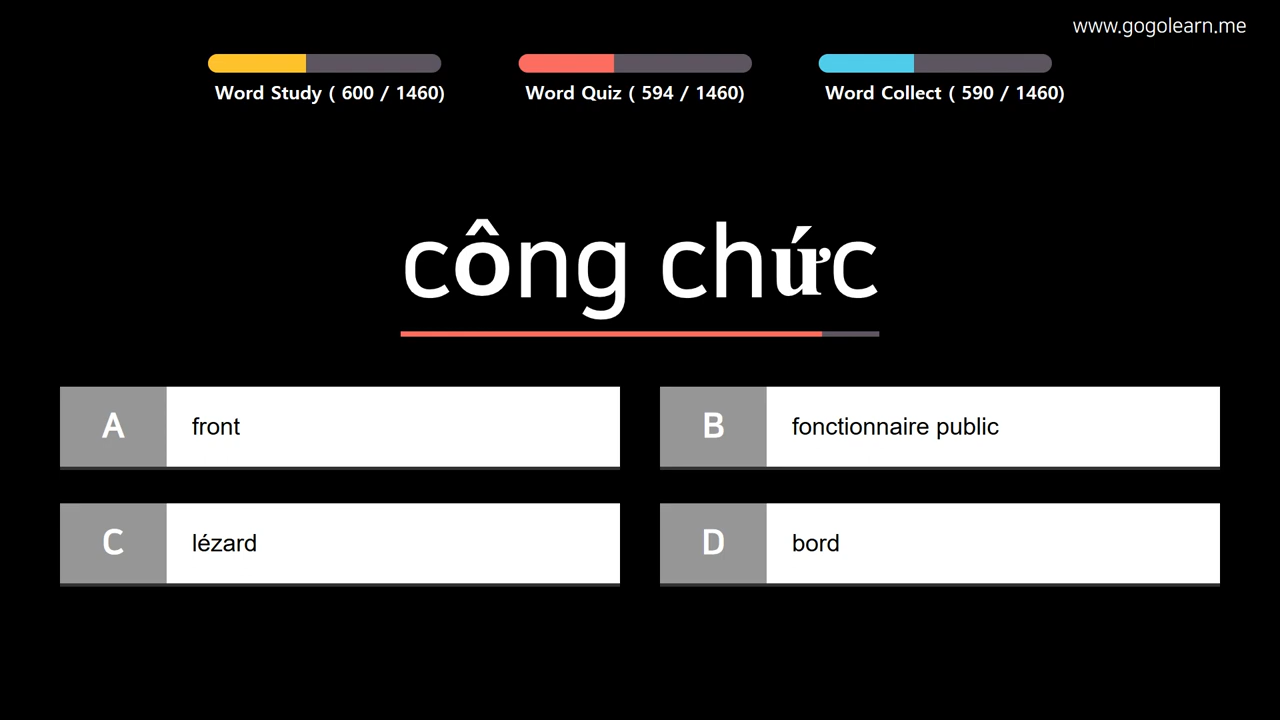 www.gogolearn.me
Word Study ( 600 / 1460)
Word Quiz ( 594 / 1460)
Word Collect ( 590 / 1460)
công chức
A front
B fonctionnaire public
C lézard
D bord